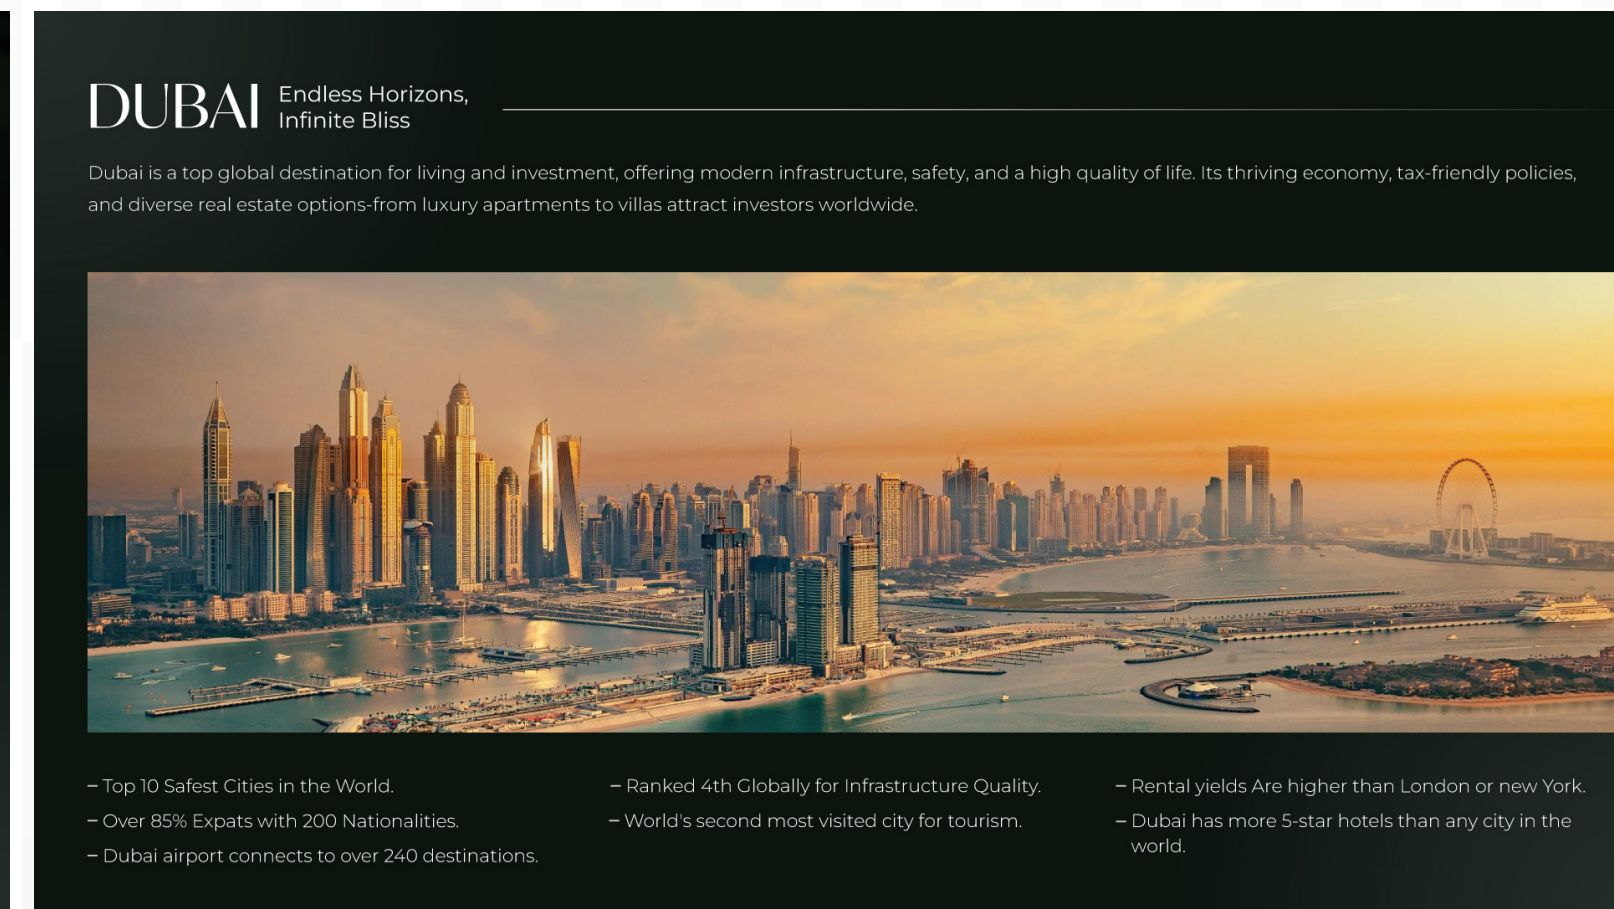 DUBAI
Endless Horizons,
Infinite Bliss
Dubai is a top global destination for living and investment, offering modern infrastructure, safety, and a high quality of life. Its thriving economy, tax-friendly policies,
and diverse real estate options-from luxury apartments to villas attract investors worldwide.
– Top 10 Safest Cities in the World.
– Over 85% Expats with 200 Nationalities.
– Dubai airport connects to over 240 destinations.
– Ranked 4th Globally for Infrastructure Quality.
– World's second most visited city for tourism.
– Rental yields Are higher than London or new York.
– Dubai has more 5-star hotels than any city in the
world.